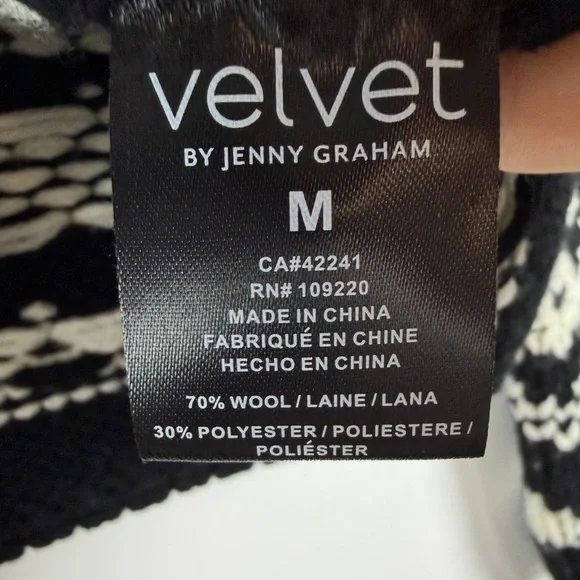 velvet
BY JENNY GRAHAM
M
CA#42241
RN# 109220
MADE IN CHINA
FABRIQUÉ EN CHINE
HECHO EN CHINA
70% WOOL / LAINE / LANA
30% POLYESTER / POLIESTERE /
POLIÉSTER